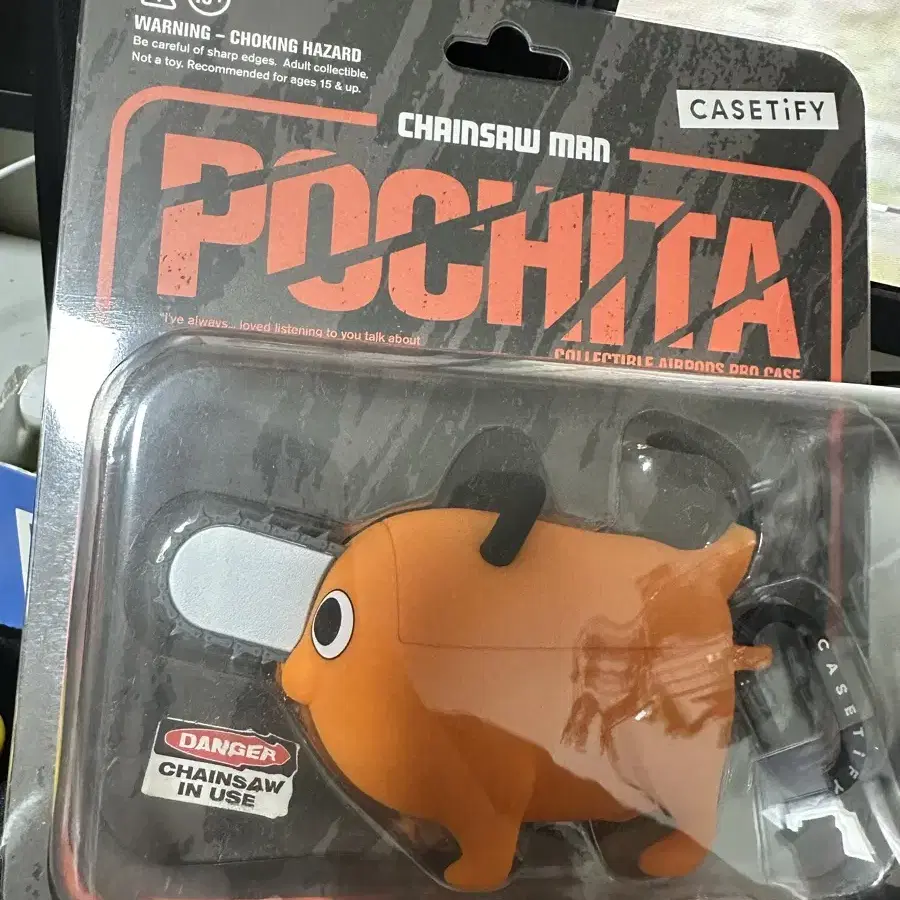 WARNING – CHOKING HAZARD
Be careful of sharp edges. Adult collectible.
Not a toy. Recommended for ages 15 & up.
CASETiFY
CHAINSAW MAN
POCHITA
"I've always... loved listening to you talk about
COLLECTIBLE AIRPODS PRO CASE
DANGER
CHAINSAW
IN USE
CASETiFY